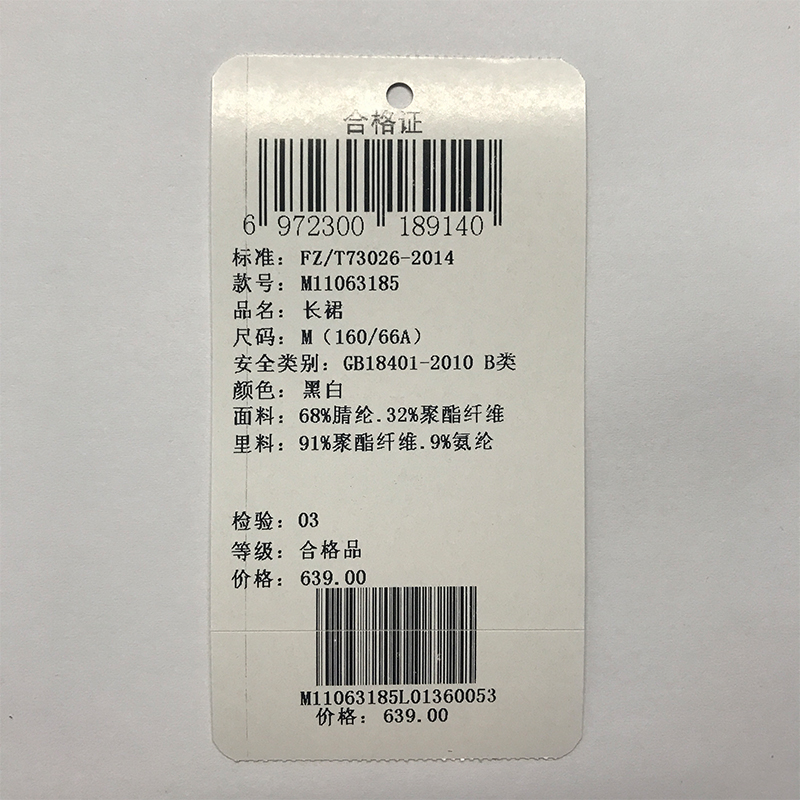 合格证
6 972300 189140
标准：FZ/T73026-2014
款号：M11063185
品名：长裙
尺码：M（160/66A）
安全类别：GB18401-2010 B类
颜色：黑白
面料：68%腈纶.32%聚酯纤维
里料：91%聚酯纤维.9%氨纶
检验：03
等级：合格品
价格：639.00
M11063185L01360053
价格：639.00